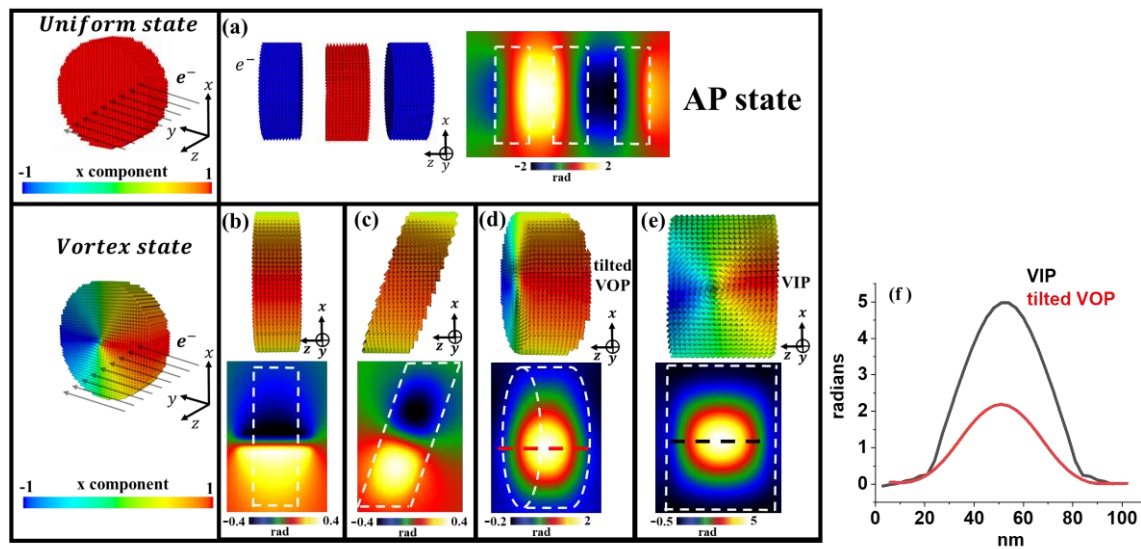 Uniform state
e⁻
x
y
z
-1 x component 1
(a)
e⁻
x
z
y
-2 2
rad
AP state
Vortex state
e⁻
x
y
z
-1 x component 1
(b)
x
z
y
-0.4 0.4
rad
(c)
x
z
y
-0.4 0.4
rad
(d)
tilted
VOP
x
z
y
-0.2 2
rad
(e)
VIP
x
z
y
-0.5 5
rad
(f)
VIP
tilted VOP
radians
5
4
3
2
1
0
0 20 40 60 80 100
nm